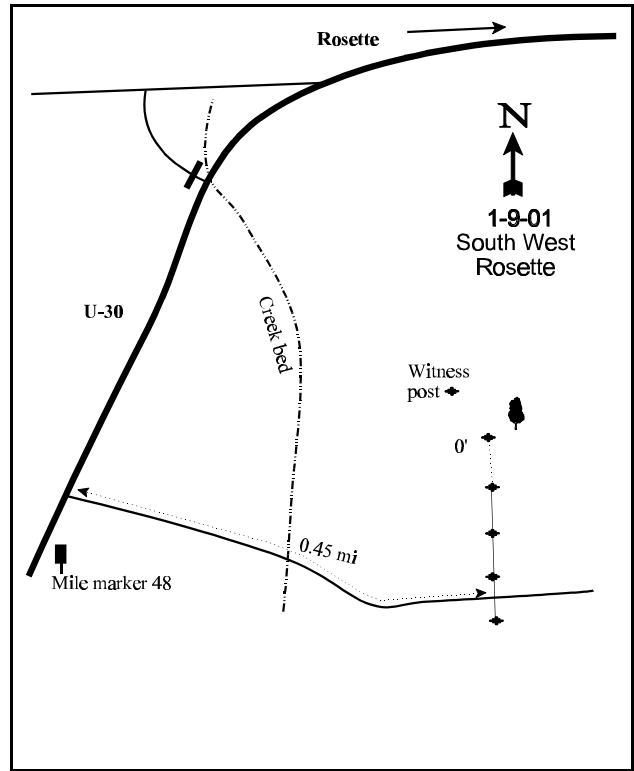 Rosette
N
1-9-01
South West
Rosette
U-30
Creek bed
Witness
post
0'
0.45 mi
Mile marker 48